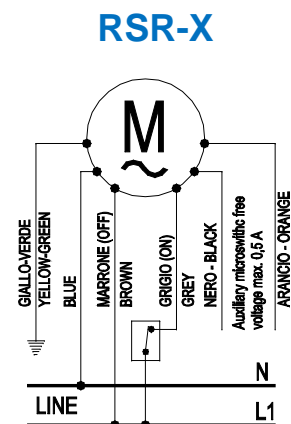 RSR-X
M
GIALLO-VERDE
YELLOW-GREEN
BLUE
MARRONE (OFF)
BROWN
GRIGIO (ON)
GREY
NERO - BLACK
Auxiliary microswithc free
voltage max. 0,5 A
ARANCIO - ORANGE
N
LINE
L1